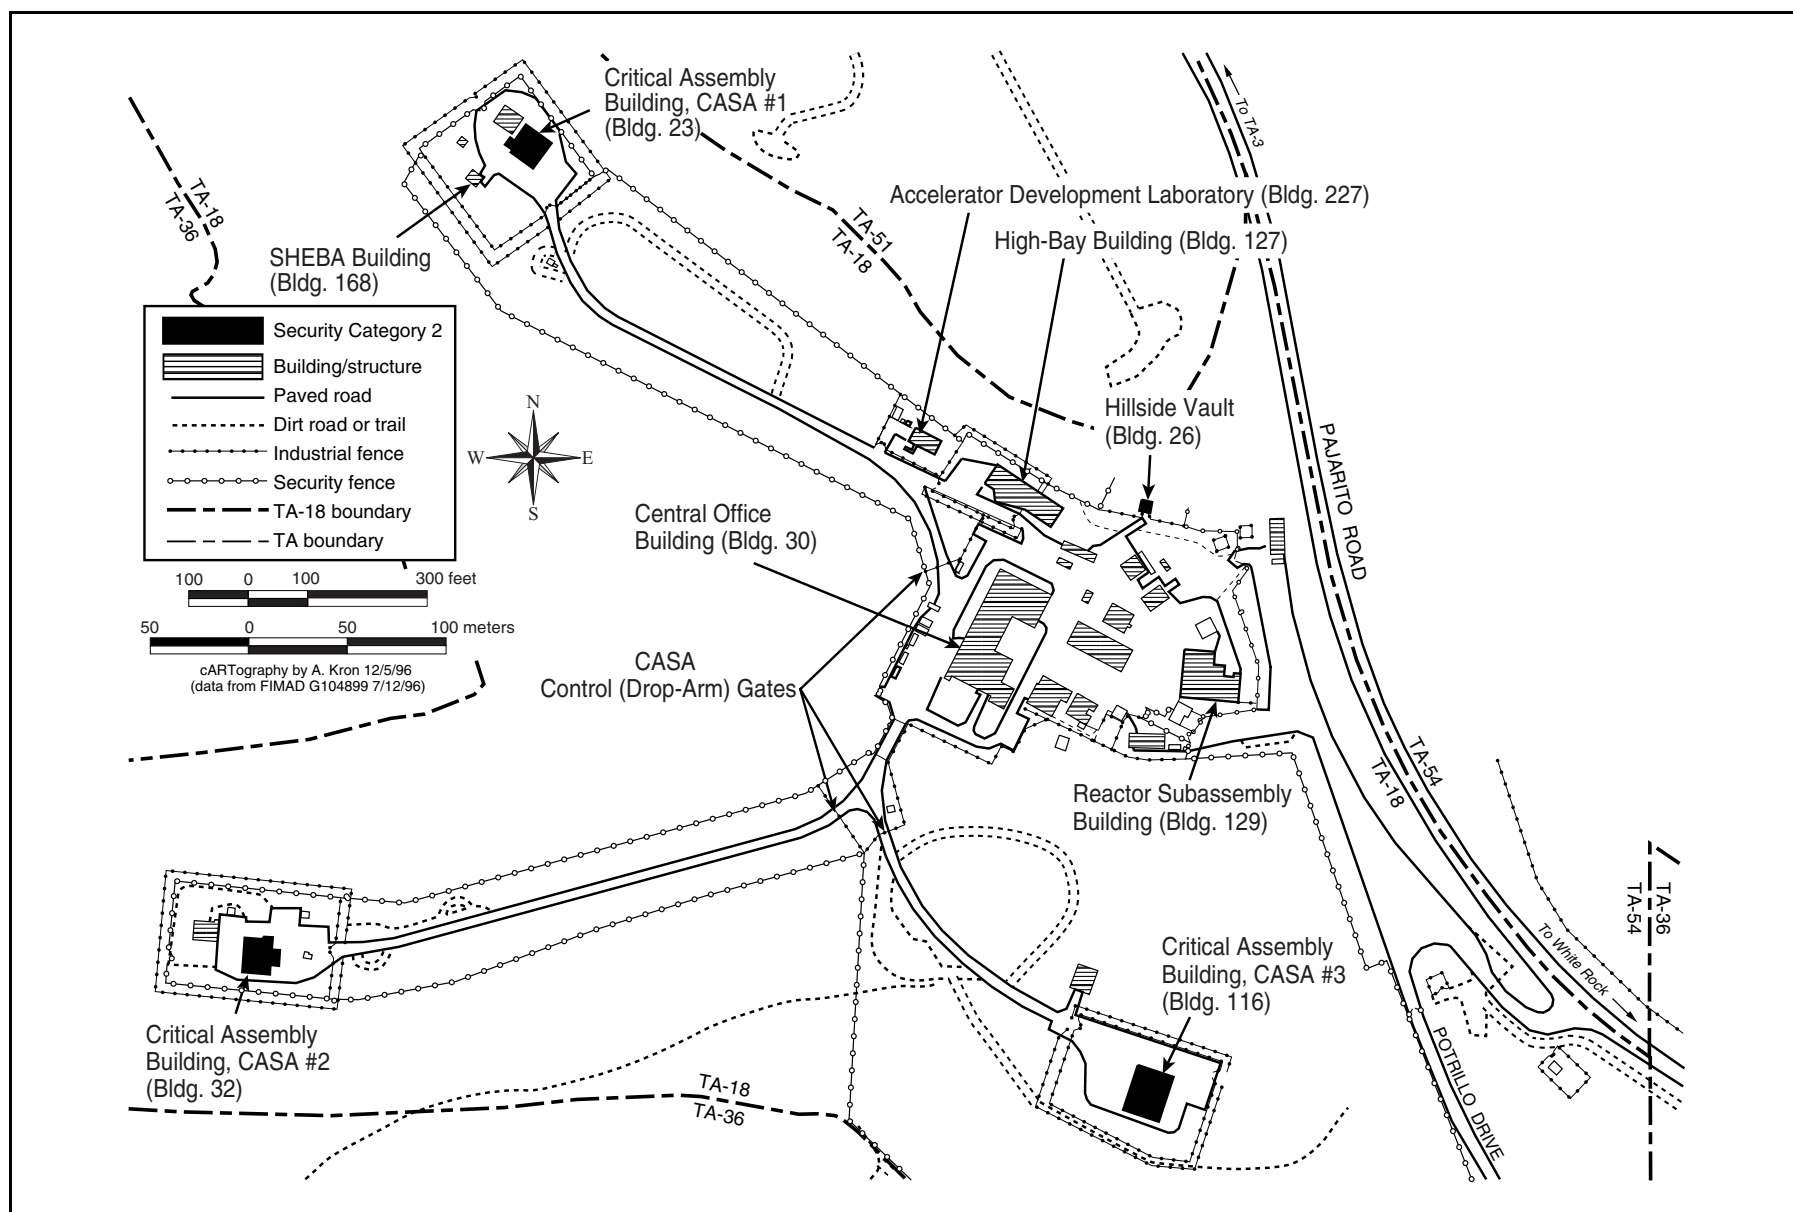 Critical Assembly
Building, CASA #1
(Bldg. 23)
To TA-3
TA-18
TA-36
TA-51
TA-18
Accelerator Development Laboratory (Bldg. 227)
High-Bay Building (Bldg. 127)
SHEBA Building
(Bldg. 168)
Security Category 2
Building/structure
Paved road
Dirt road or trail
Industrial fence
Security fence
TA-18 boundary
TA boundary
N
W
E
S
Hillside Vault
(Bldg. 26)
PAJARITO ROAD
Central Office
Building (Bldg. 30)
100 0 100 300 feet
50 0 50 100 meters
cARTography by A. Kron 12/5/96
(data from FIMAD G104899 7/12/96)
CASA
Control (Drop-Arm) Gates
TA-54
TA-18
Reactor Subassembly
Building (Bldg. 129)
TA-36
TA-54
To White Rock
Critical Assembly
Building, CASA #3
(Bldg. 116)
Critical Assembly
Building, CASA #2
(Bldg. 32)
TA-18
TA-36
POTRILLO DRIVE